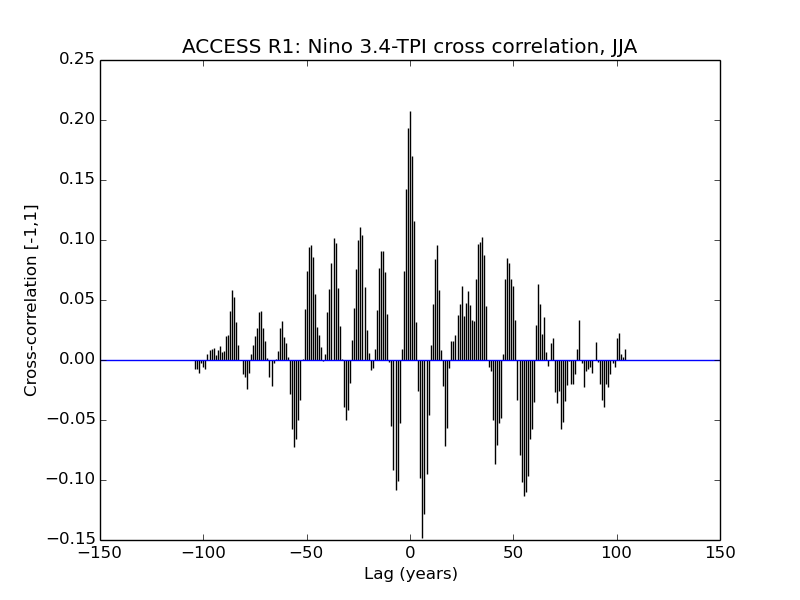 ACCESS R1: Nino 3.4-TPI cross correlation, JJA
0.25
0.20
0.15
0.10
0.05
0.00
−0.05
−0.10
−0.15
Cross-correlation [-1,1]
−150 −100 −50 0 50 100 150
Lag (years)